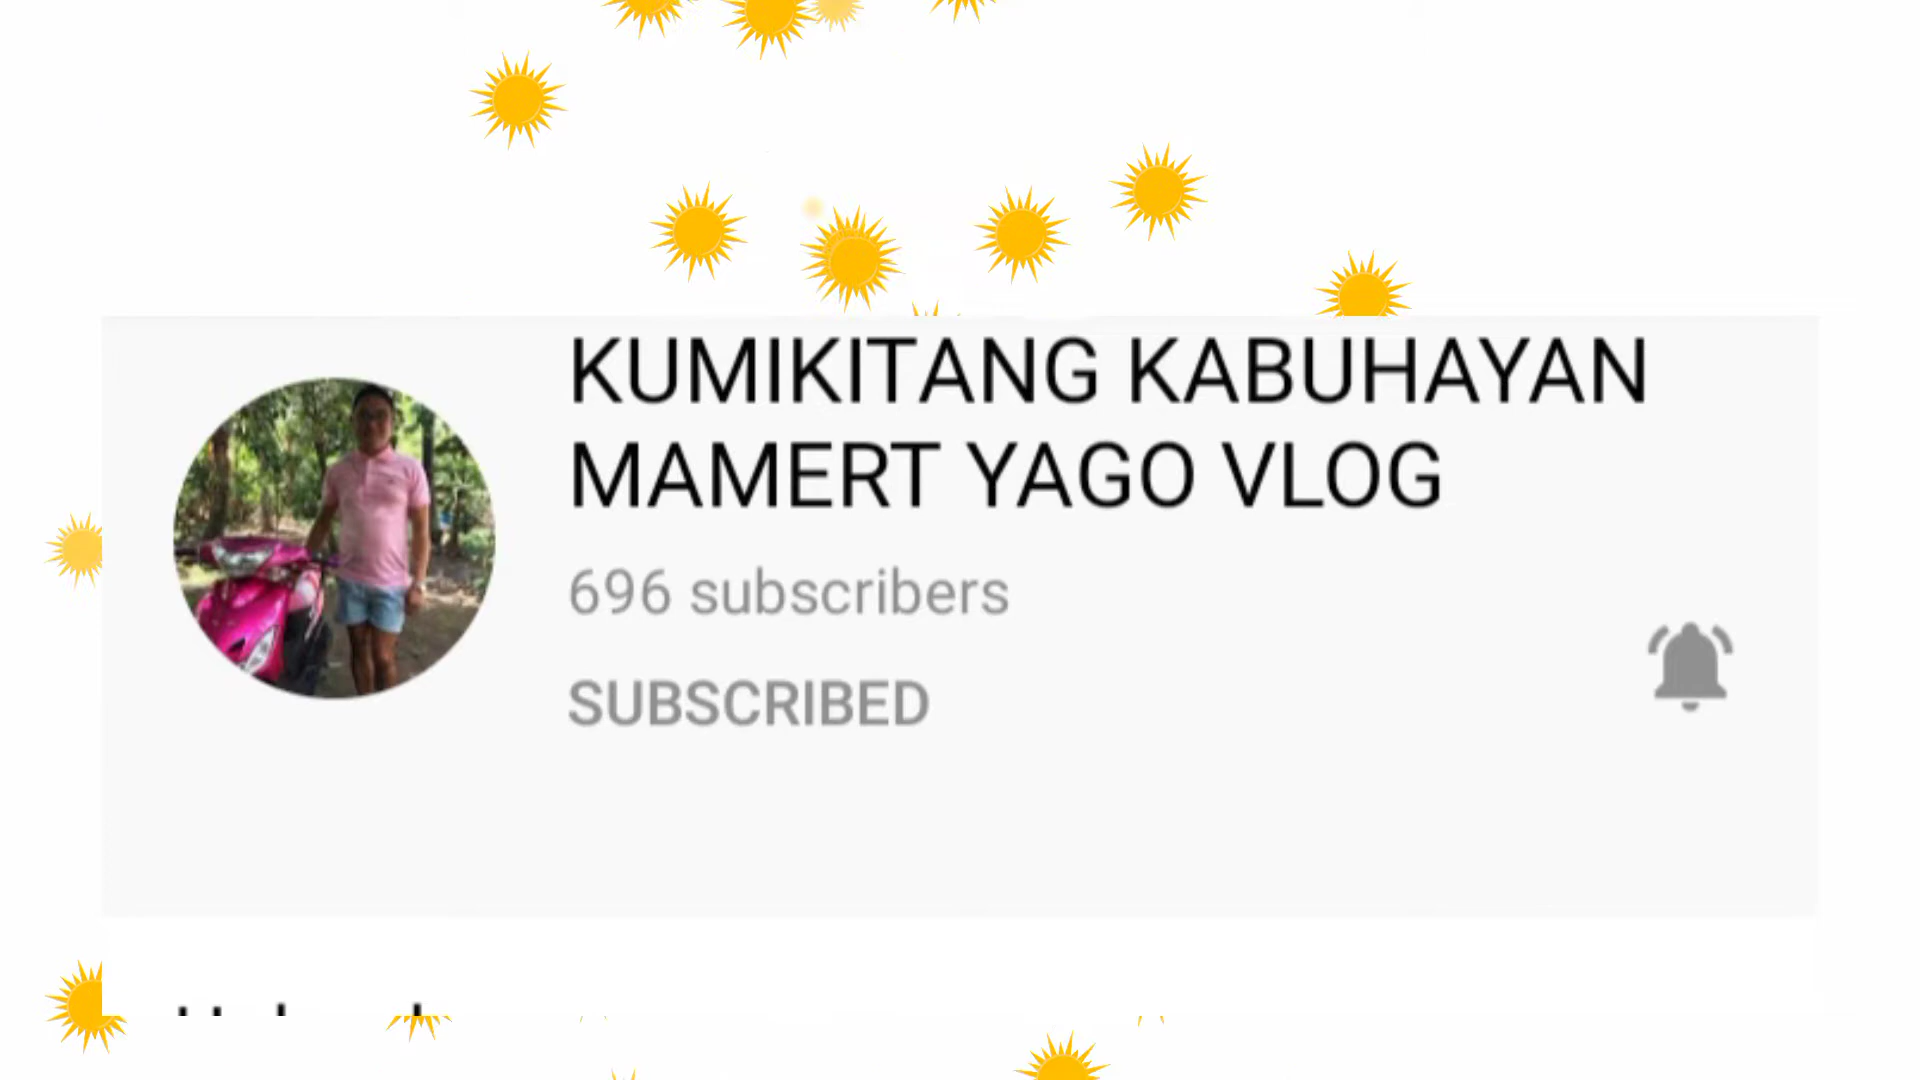 KUMIKITANG KABUHAYAN
MAMERT YAGO VLOG
696 subscribers
SUBSCRIBED